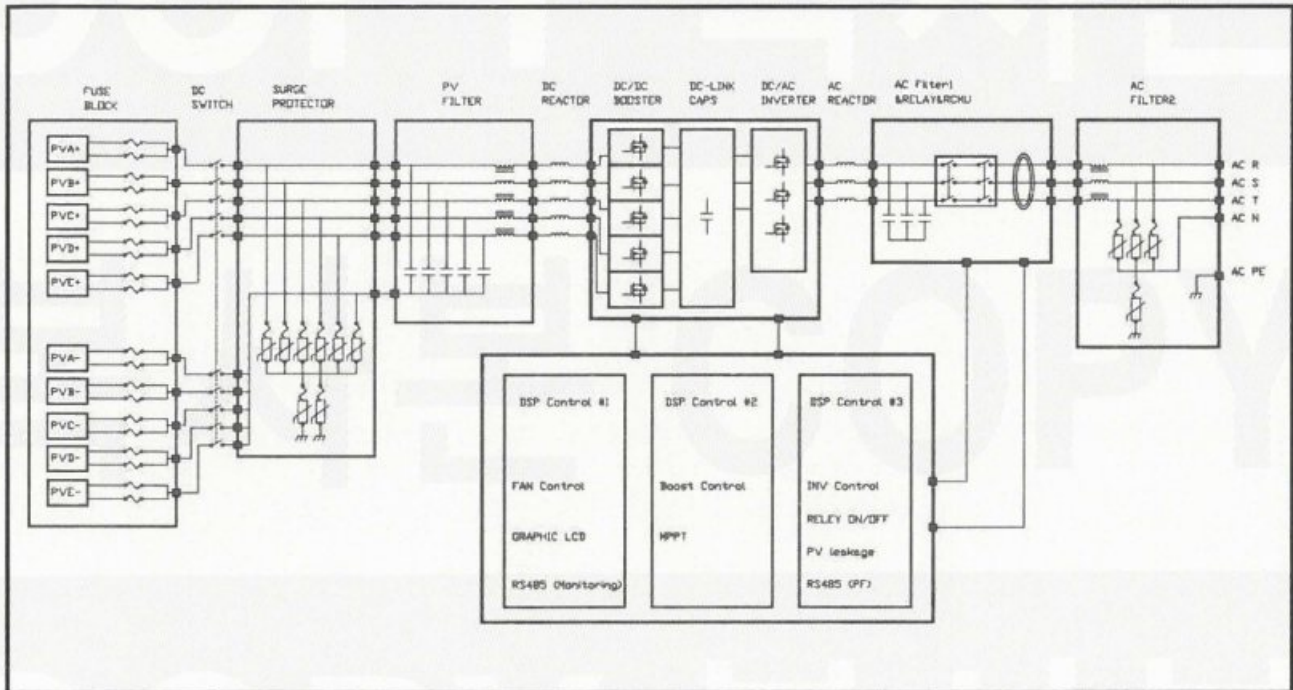 FUSE BLOCK
DC SWITCH
SURGE PROTECTOR
PV FILTER
DC REACTOR
DC/DC BOOSTER
DC-LINK CAPS
DC/AC INVERTER
AC REACTOR
AC Filter1 &RELAY&RCMU
AC FILTER2
PVA+
PVB+
PVC+
PVD+
PVE+
PVA-
PVB-
PVC-
PVD-
PVE-
AC R
AC S
AC T
AC N
AC PE
DSP Control #1
FAN Control
GRAPHIC LCD
RS485 (Monitoring)
DSP Control #2
Boost Control
MPPT
DSP Control #3
INV Control
RELEY ON/OFF
PV leakage
RS485 (PF)
COPY